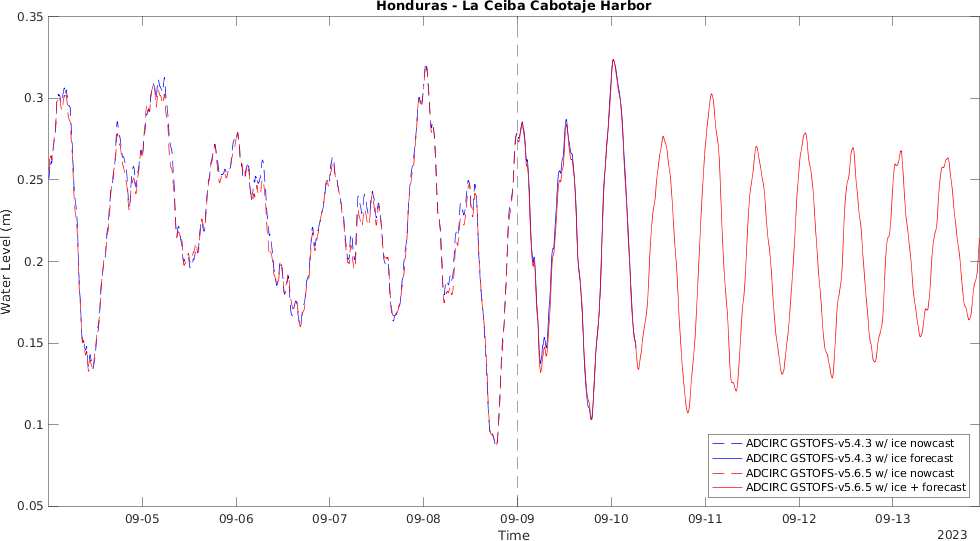 Honduras - La Ceiba Cabotaje Harbor
0.35
0.3
0.25
0.2
0.15
0.1
0.05
Water Level (m)
ADCIRC GSTOFS-v5.4.3 w/ ice nowcast
ADCIRC GSTOFS-v5.4.3 w/ ice forecast
ADCIRC GSTOFS-v5.6.5 w/ ice nowcast
ADCIRC GSTOFS-v5.6.5 w/ ice + forecast
09-05 09-06 09-07 09-08 09-09 09-10 09-11 09-12 09-13
Time
2023